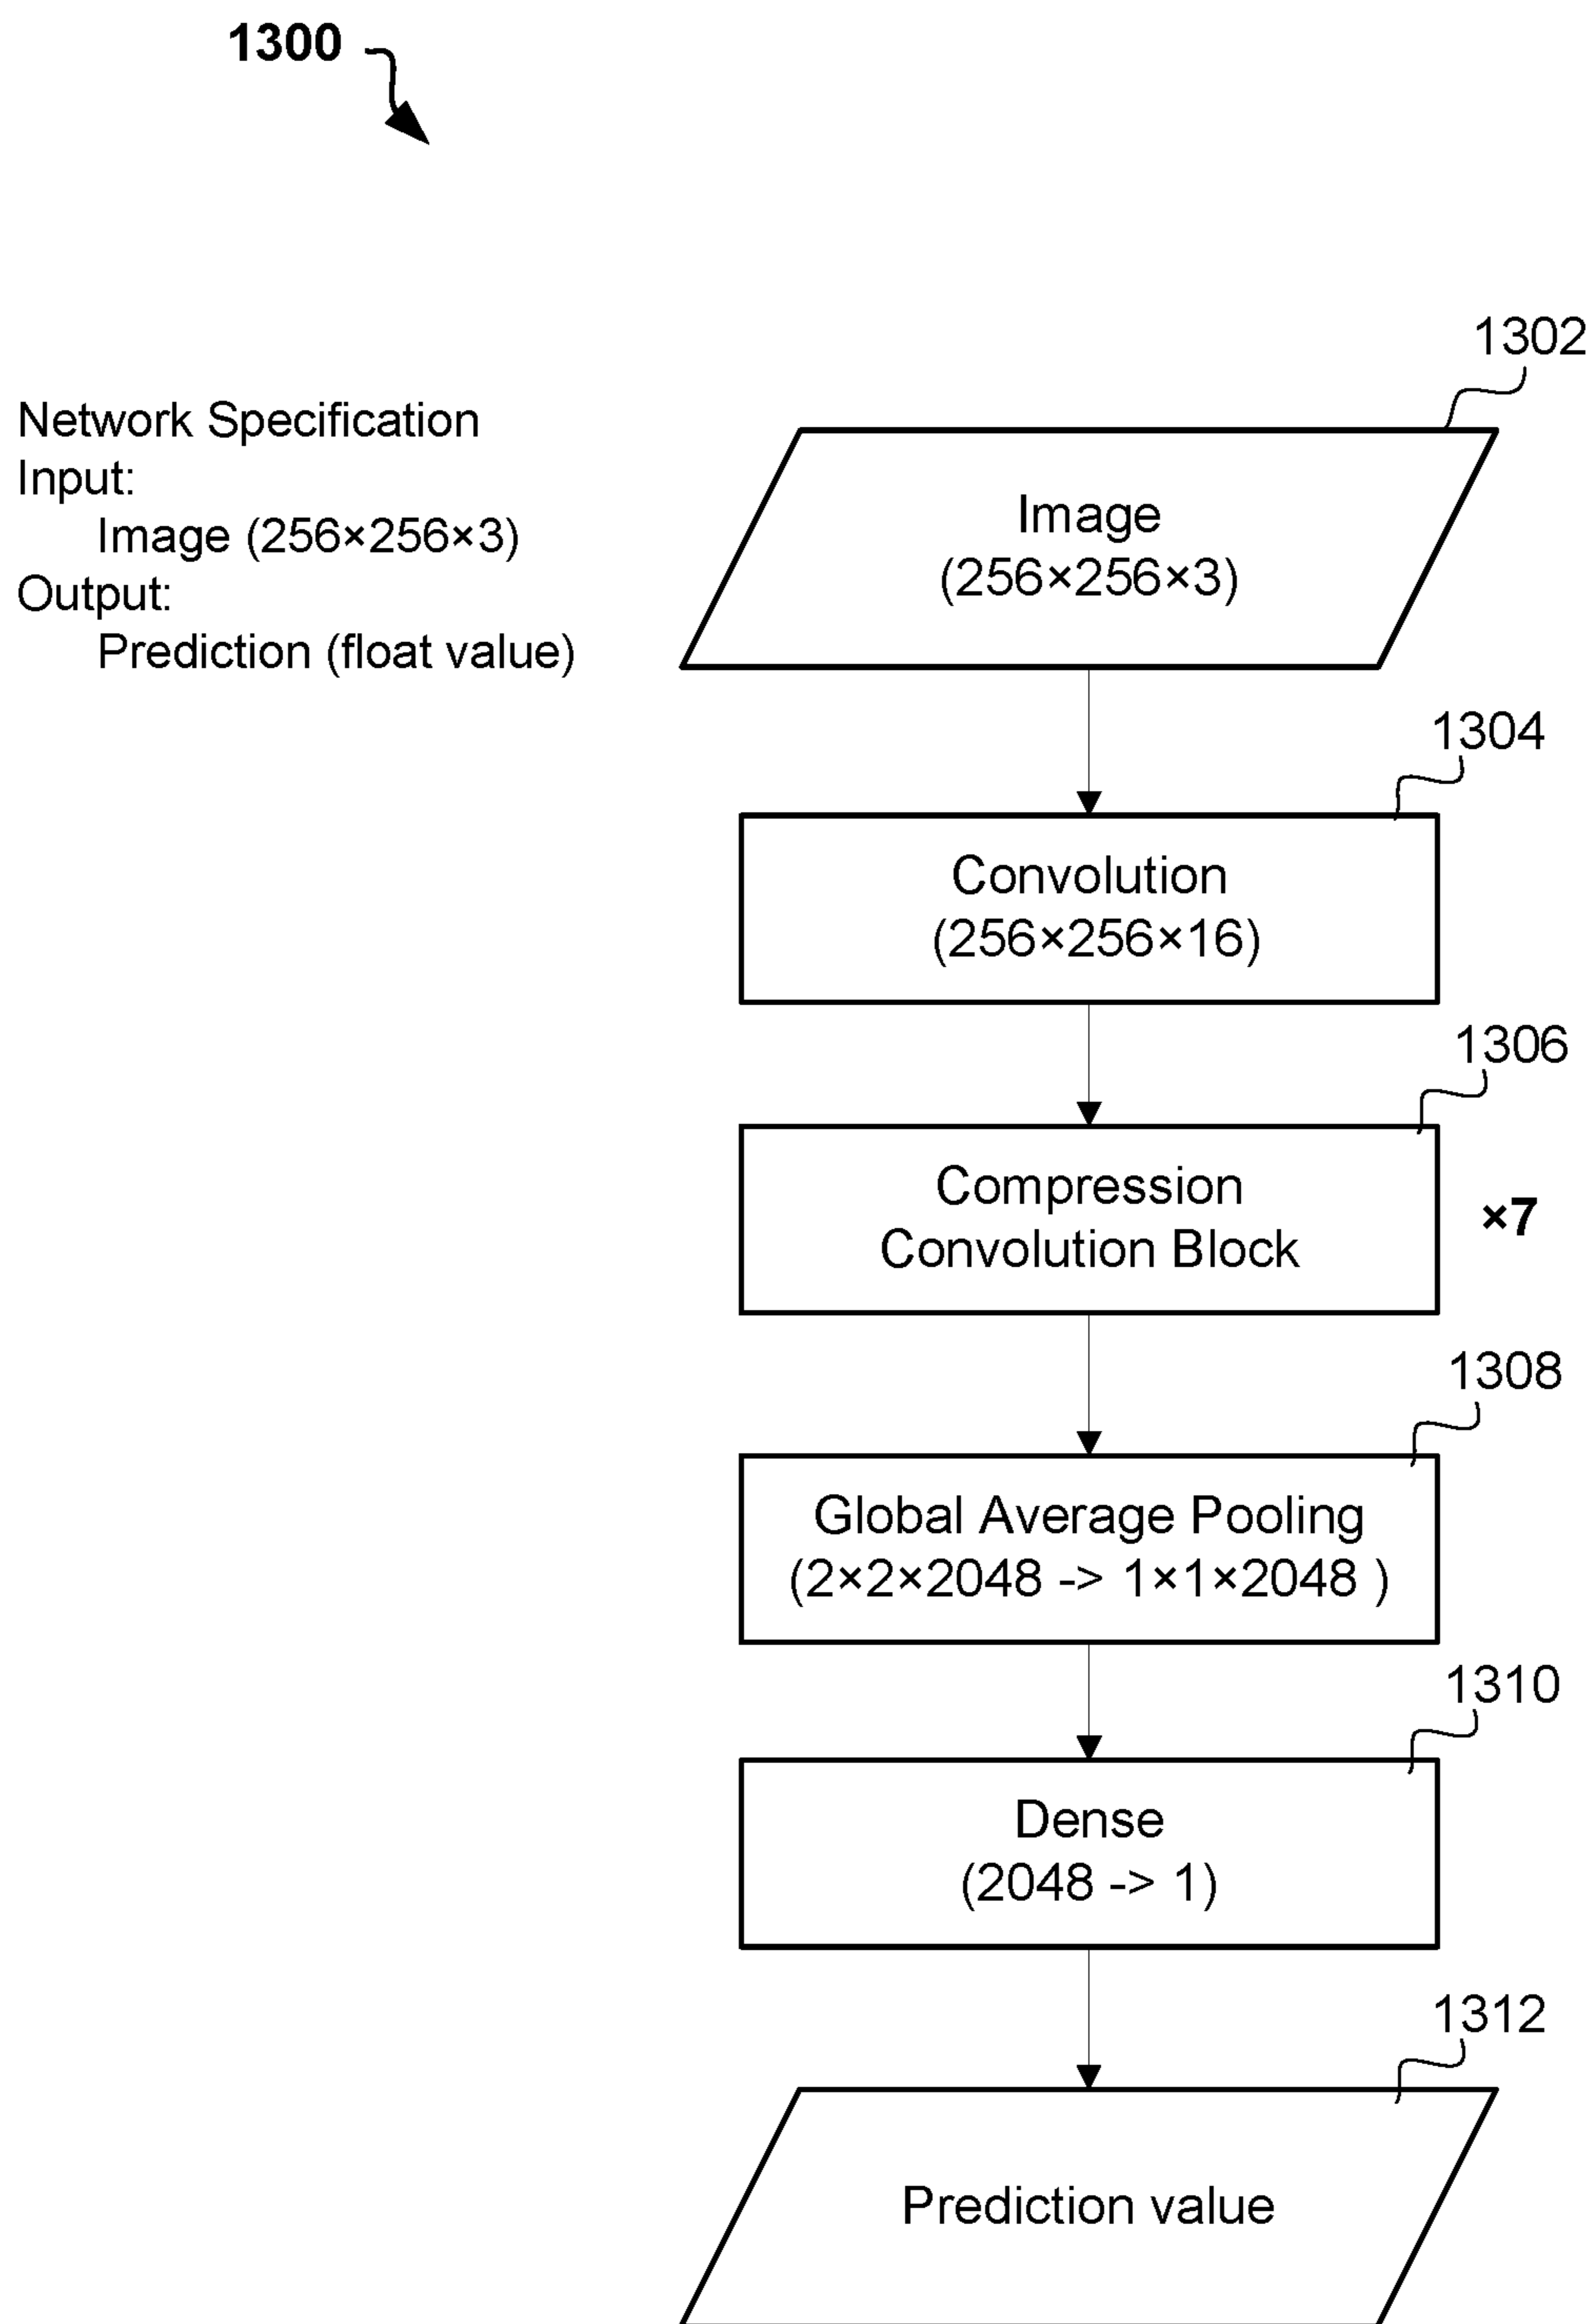 1300
1302
Network Specification
Input:
Image (256×256×3)
Output:
Prediction (float value)
Image
(256×256×3)
1304
Convolution
(256×256×16)
1306
Compression
Convolution Block
×7
1308
Global Average Pooling
(2×2×2048 -> 1×1×2048 )
1310
Dense
(2048 -> 1)
1312
Prediction value